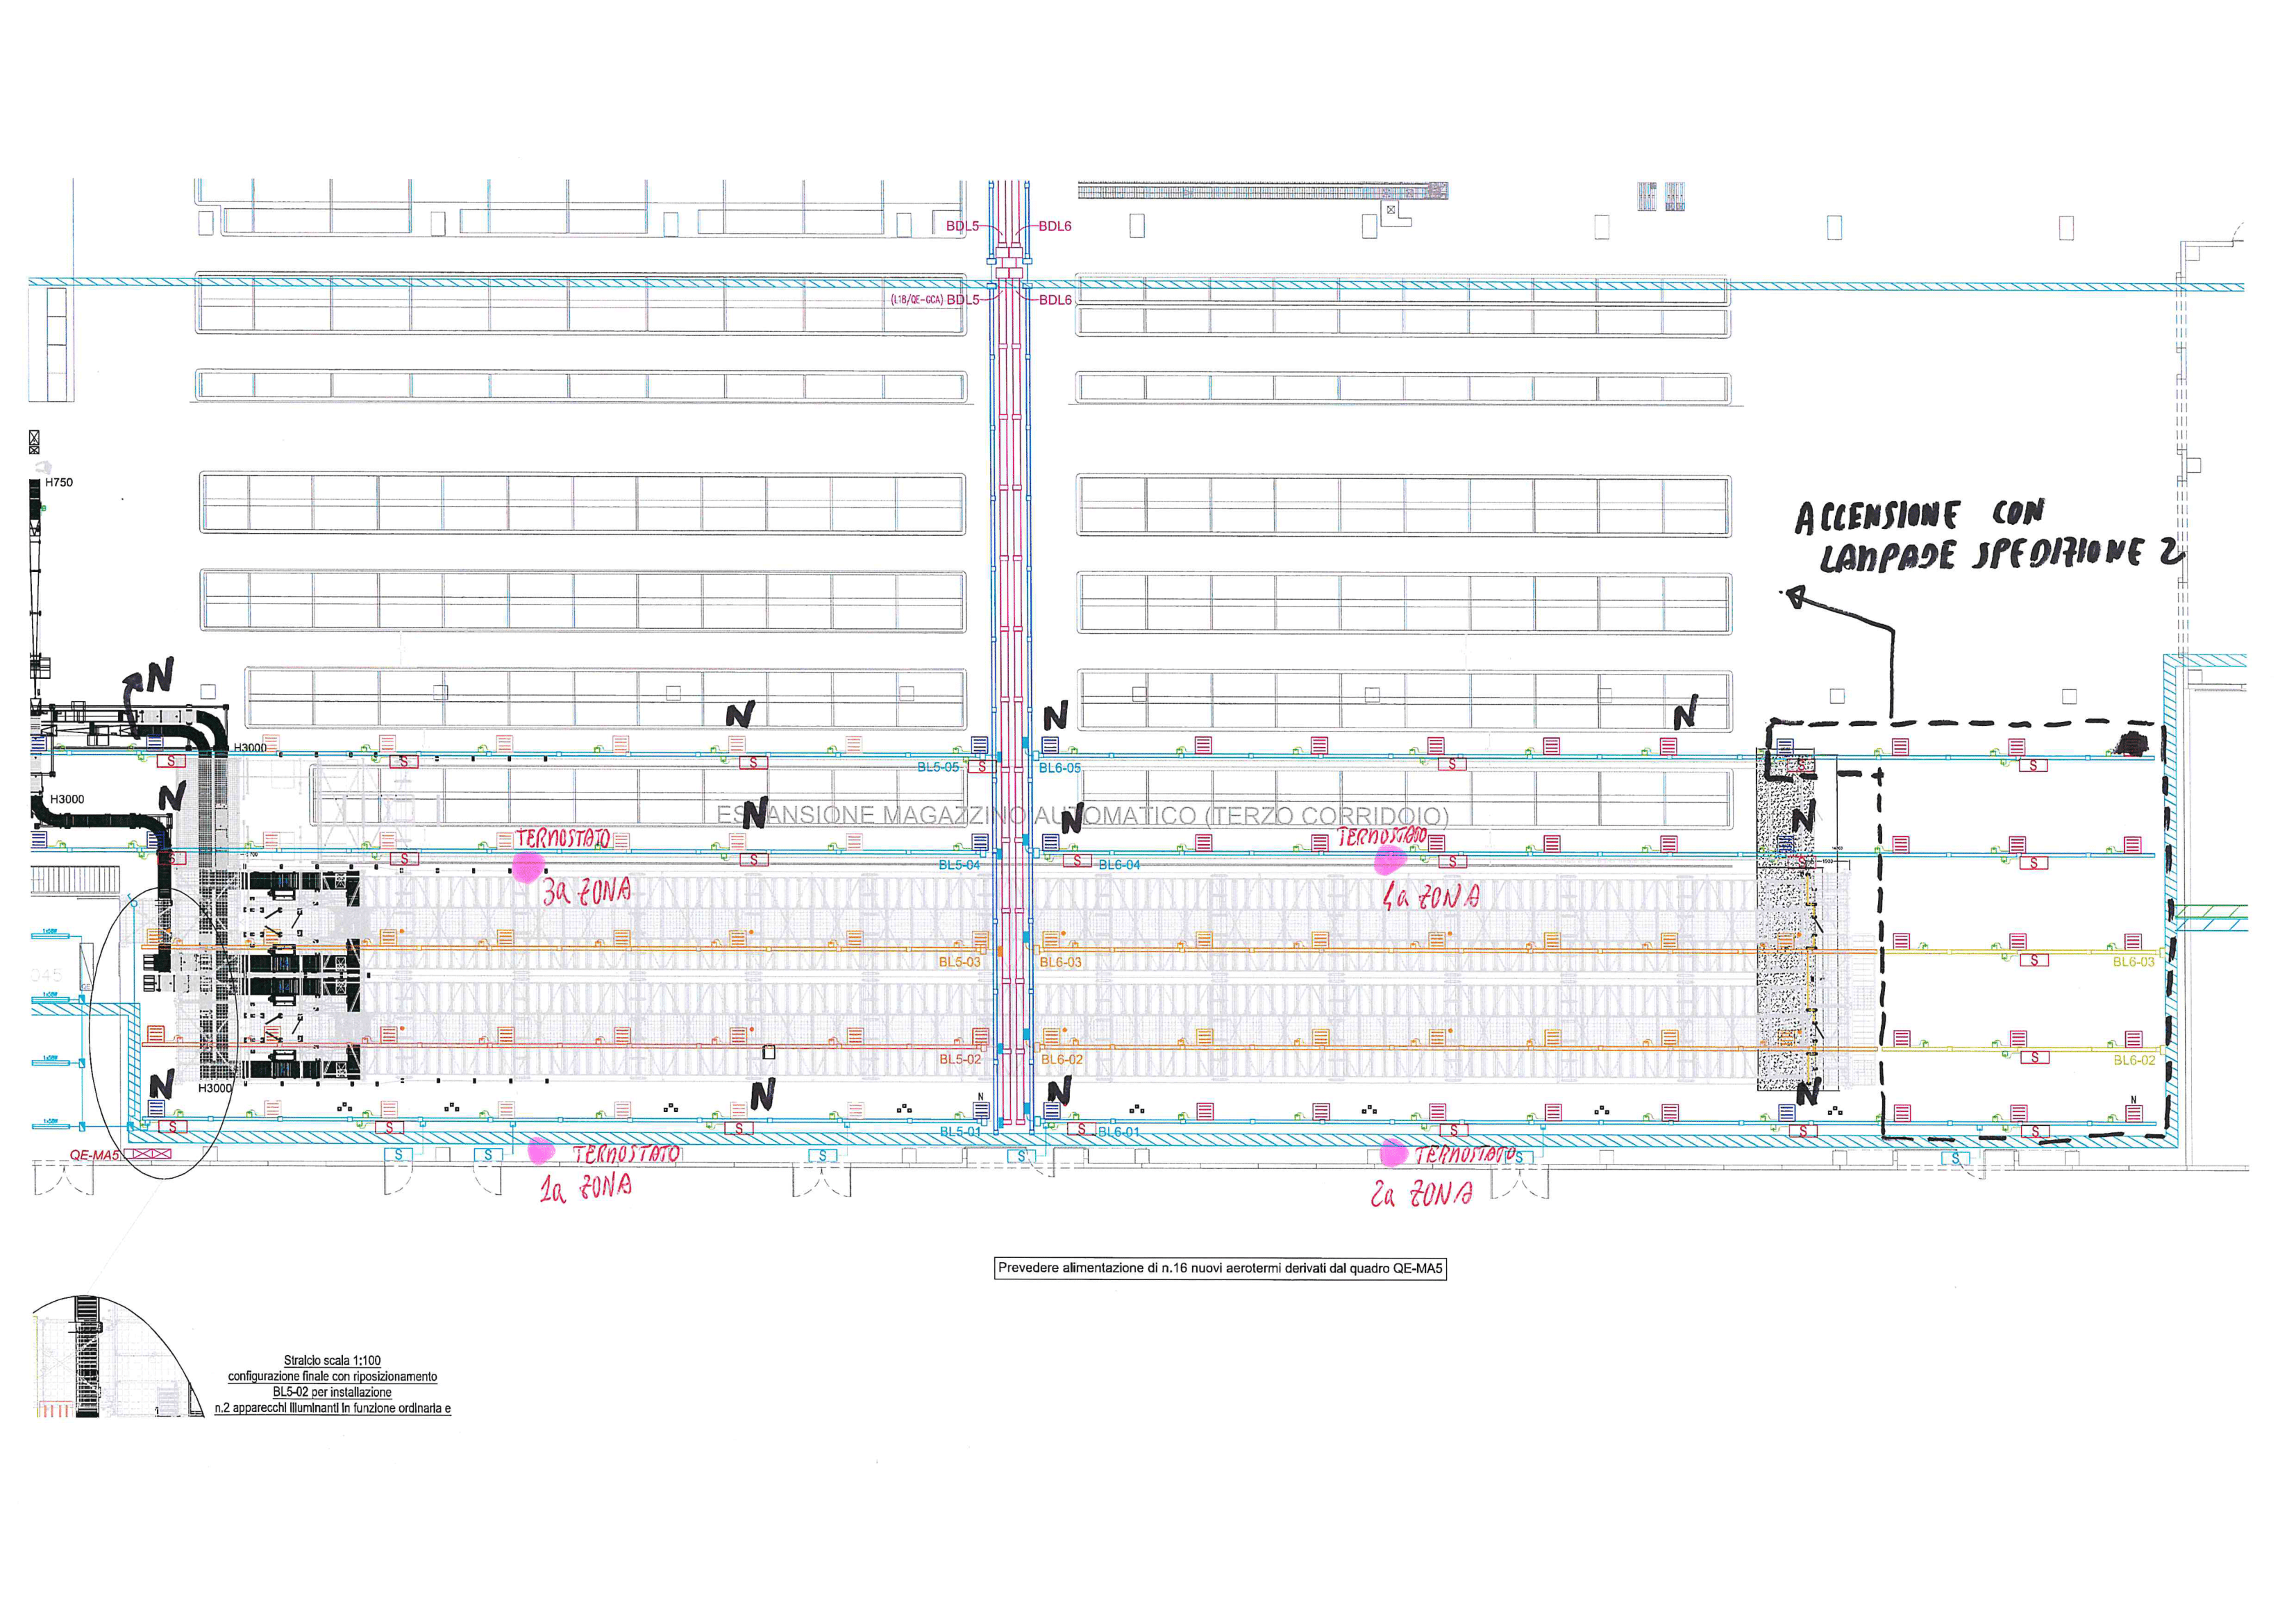 BDL5
BDL6
(L18/QE-GCA) BDL5
BDL6
H750
ACCENSIONE CON
LAMPADE SPEDIZIONE 2
N
N
N
N
H3000
BL5-05
S
BL6-05
S
S
S
S
S
S
H3000
N
N
N
N
ESPANSIONE MAGAZZINO AUTOMATICO (TERZO CORRIDOIO)
TERMOSTATO
TERMOSTATO
S
S
S
BL5-04
S
BL6-04
S
S
S
3a ZONA
4a ZONA
BL5-03
BL6-03
S
BL6-03
BL5-02
BL6-02
S
BL6-02
H3000
N
N
N
N
N
N
S
S
S
BL5-01
S
BL6-01
S
S
S
QE-MA5
S
S
TERMOSTATO
S
S
TERMOSTATO
S
S
1a ZONA
2a ZONA
Prevedere alimentazione di n.16 nuovi aerotermi derivati dal quadro QE-MA5
Stralcio scala 1:100
configurazione finale con riposizionamento
BL5-02 per installazione
n.2 apparecchi illuminanti in funzione ordinaria e